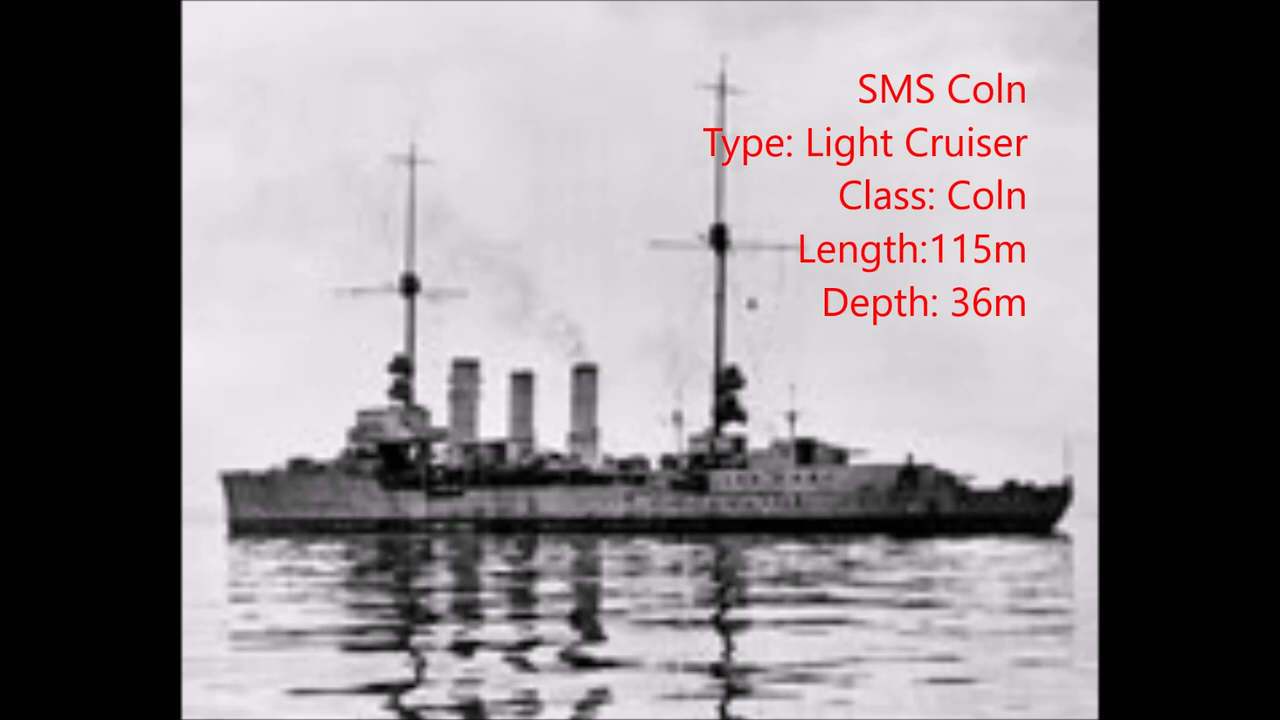 SMS Coln
Type: Light Cruiser
Class: Coln
Length:115m
Depth: 36m